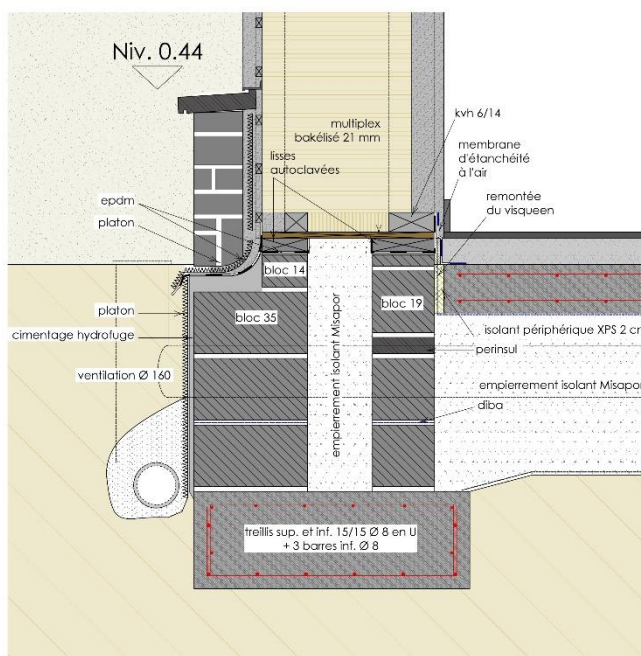 Niv. 0.44
multiplex
bakélisé 21 mm
kvh 6/14
membrane
d'étanchéité
à l'air
lisses
autoclavées
remontée
du visqueen
epdm
platon
bloc 14
bloc 19
platon
bloc 35
cimentage hydrofuge
isolant périphérique XPS 2 cm
perinsul
ventilation Ø 160
empierrement isolant Misapor
empierrement isolant Misapor
diba
treillis sup. et inf. 15/15 Ø 8 en U
+ 3 barres inf. Ø 8